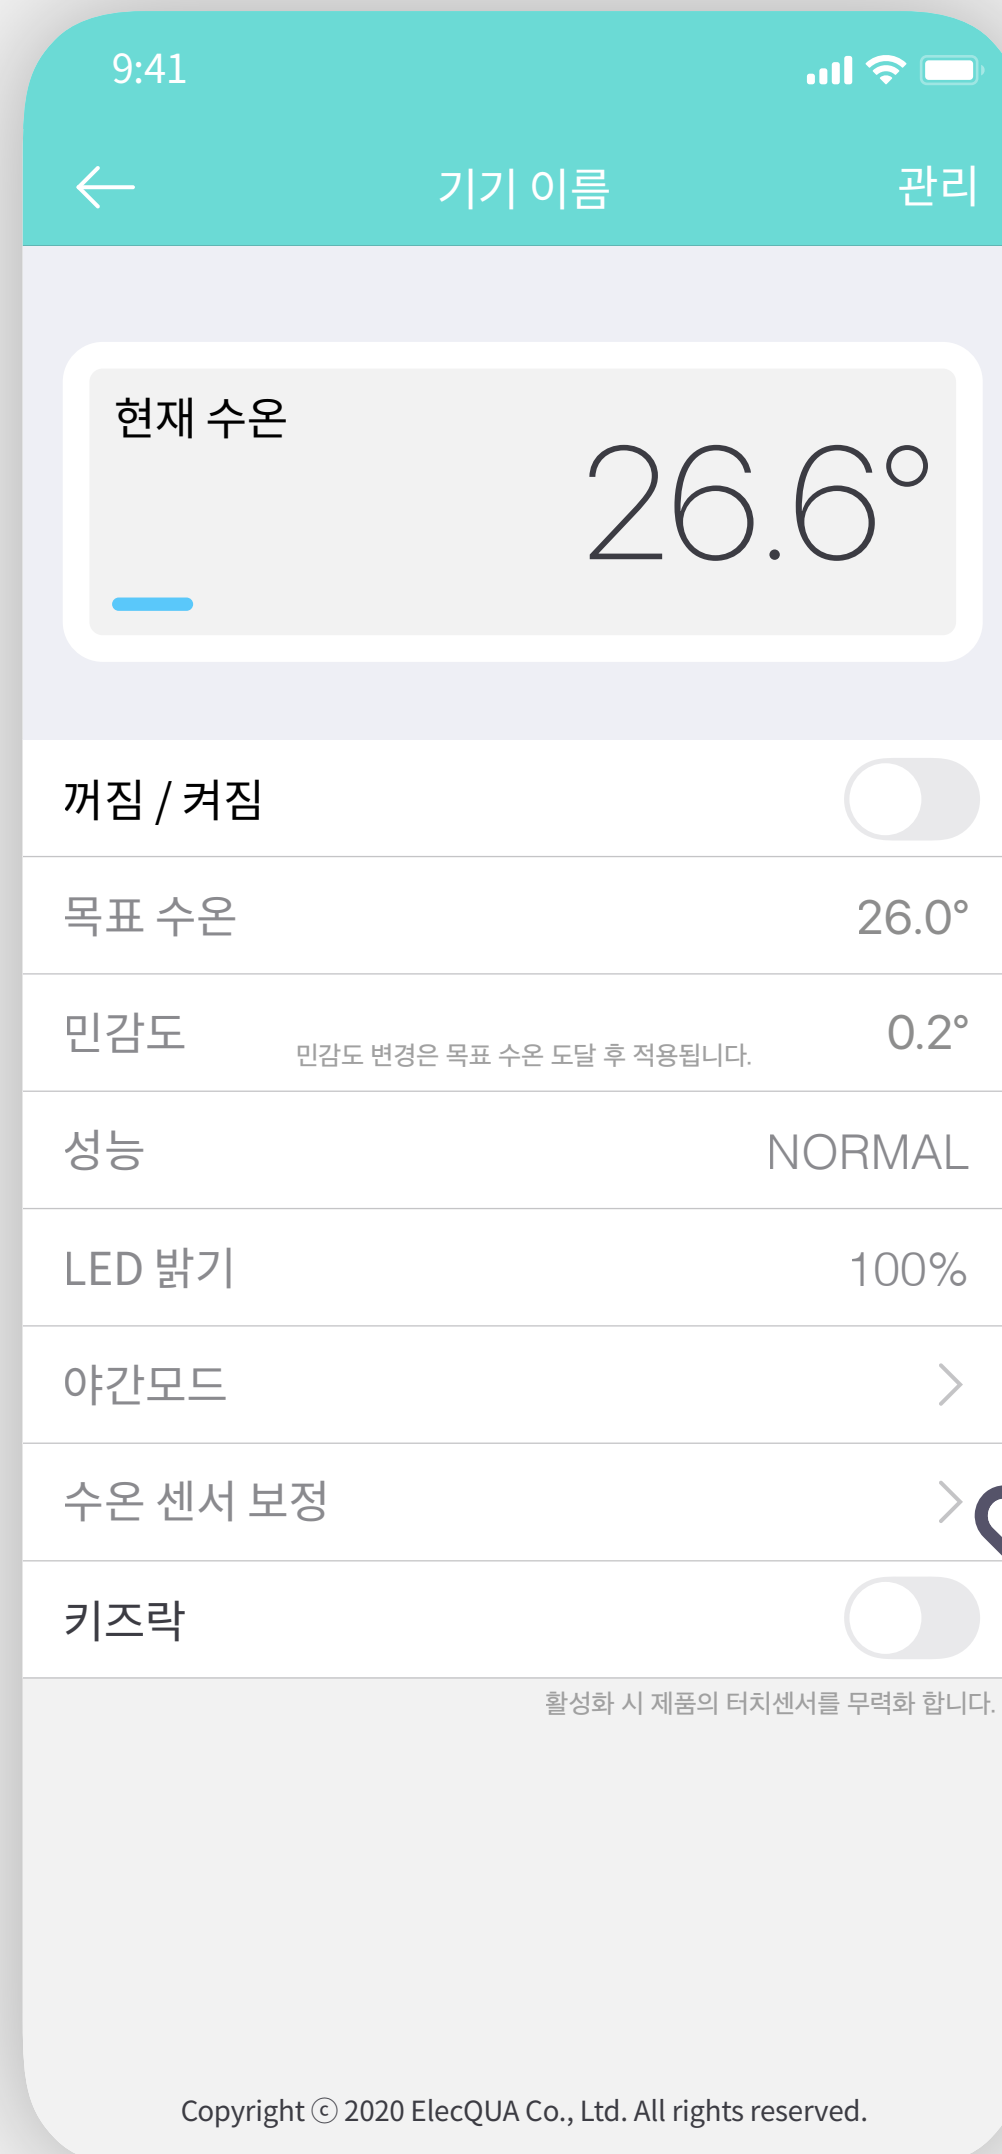 9:41
기기 이름
관리
현재 수온
26.6°
꺼짐 / 켜짐
목표 수온
26.0°
민감도
민감도 변경은 목표 수온 도달 후 적용됩니다.
0.2°
성능
NORMAL
LED 밝기
100%
야간모드
수온 센서 보정
키즈락
활성화 시 제품의 터치센서를 무력화 합니다.
Copyright ⓒ 2020 ElecQUA Co., Ltd. All rights reserved.